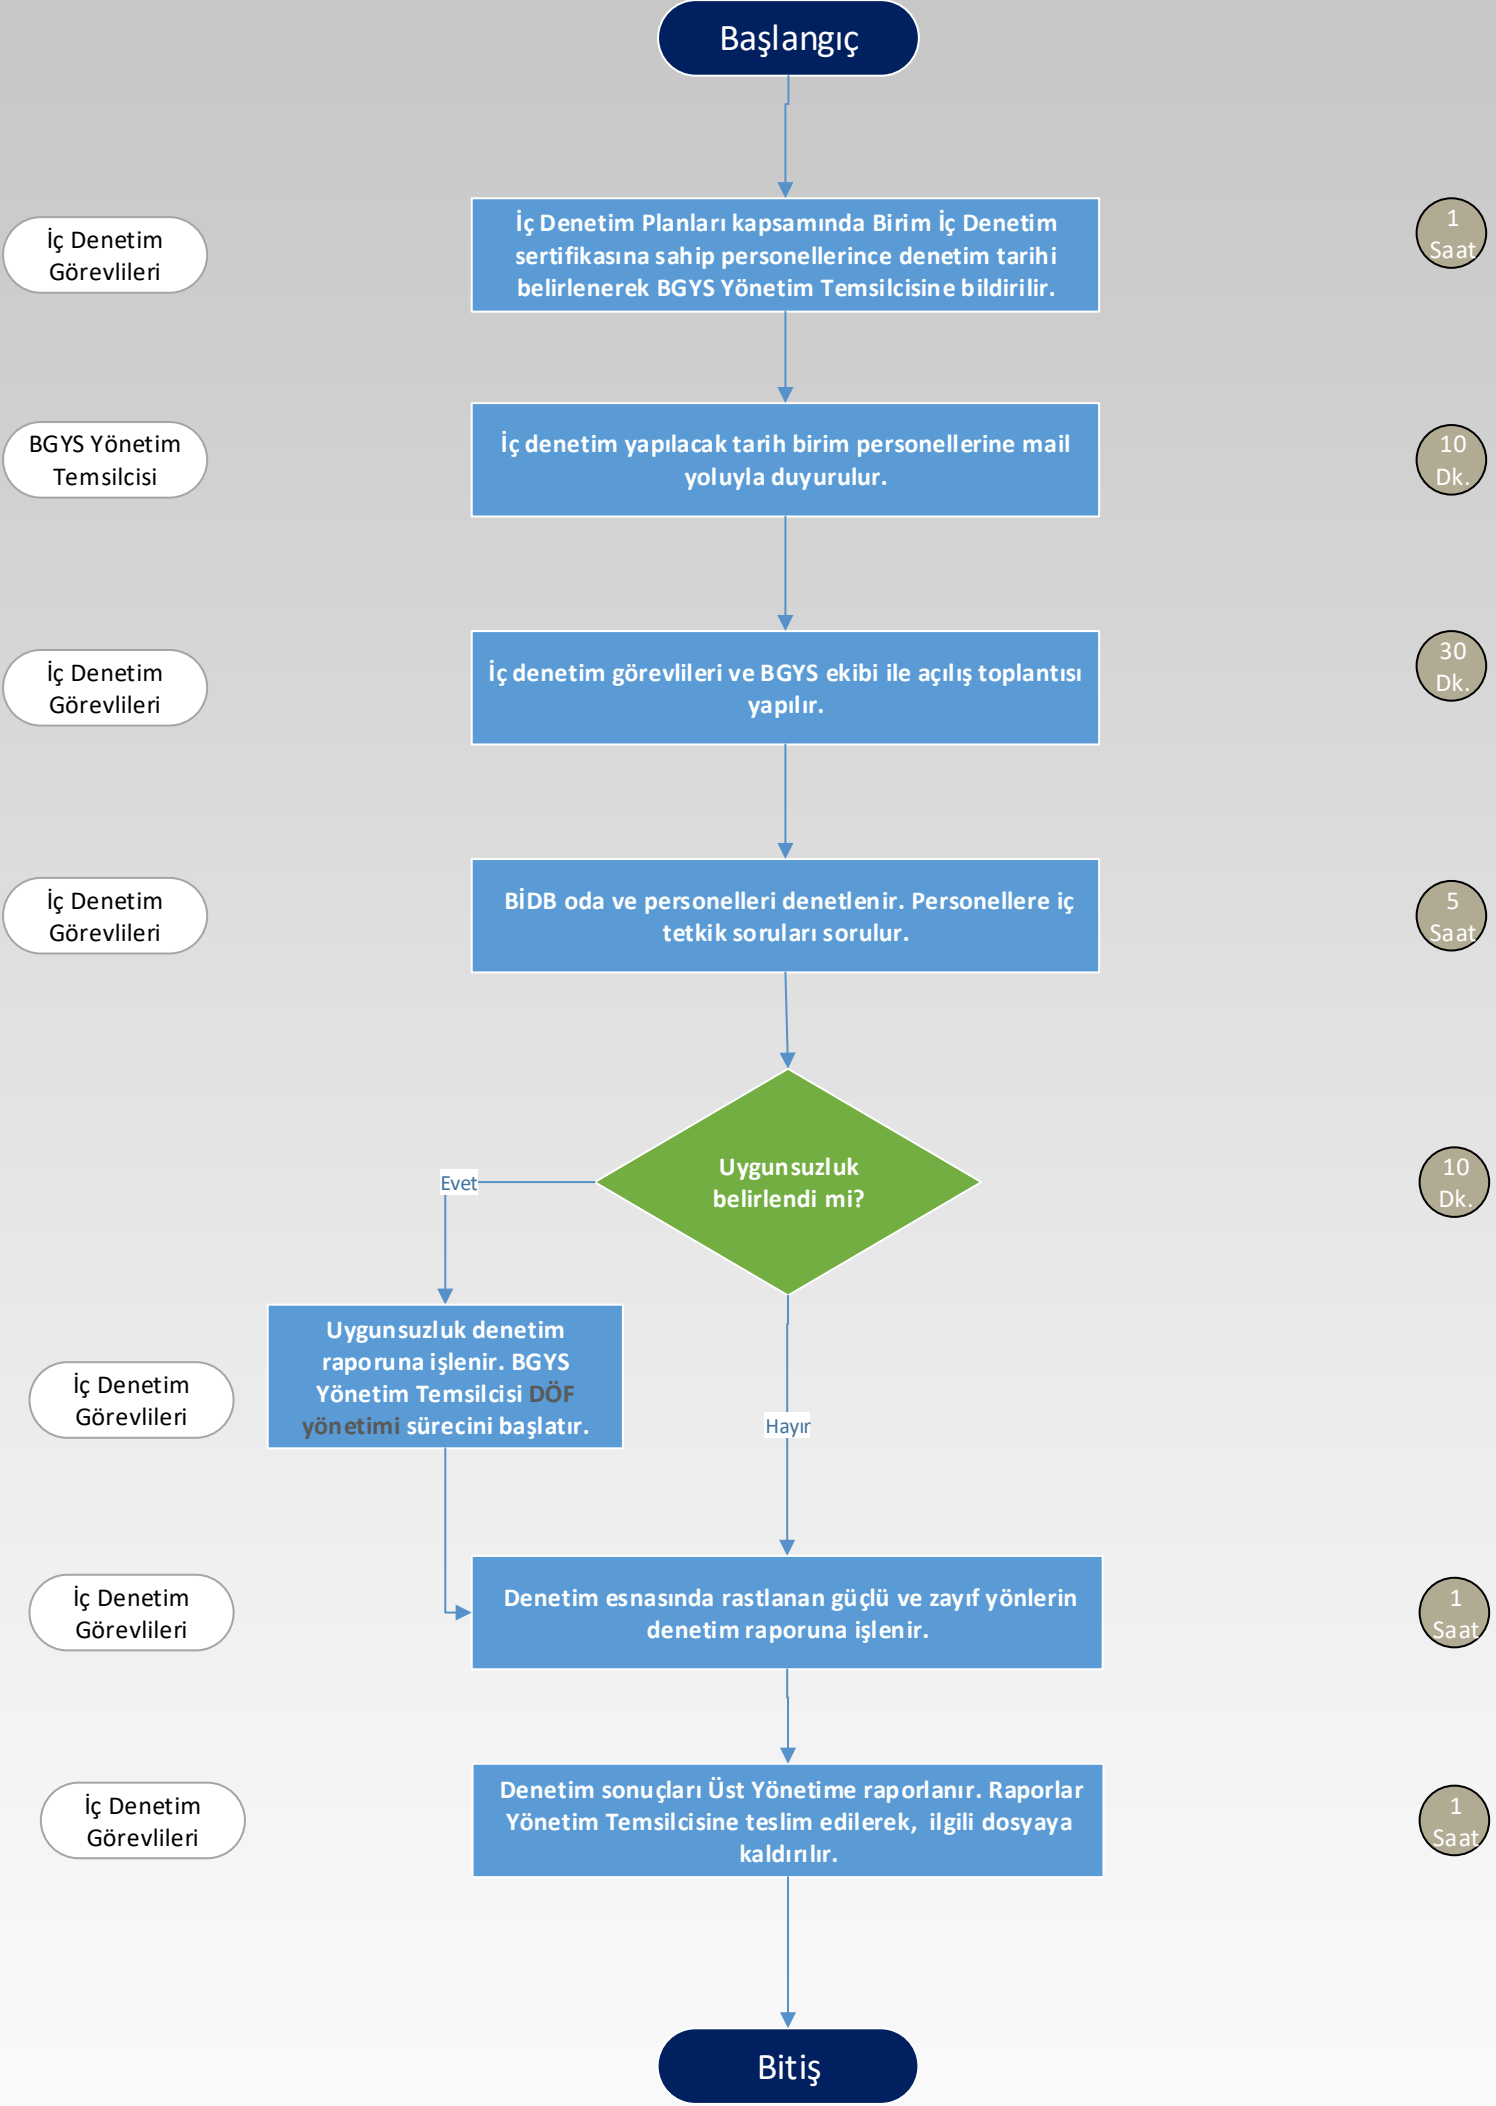 Başlangıç
İç Denetim
Görevlileri
İç Denetim Planları kapsamında Birim İç Denetim
sertifikasına sahip personellerince denetim tarihi
belirlenerek BGYS Yönetim Temsilcisine bildirilir.
1
Saat
BGYS Yönetim
Temsilcisi
İç denetim yapılacak tarih birim personellerine mail
yoluyla duyurulur.
10
Dk.
İç Denetim
Görevlileri
İç denetim görevlileri ve BGYS ekibi ile açılış toplantısı
yapılır.
30
Dk.
İç Denetim
Görevlileri
BİDB oda ve personelleri denetlenir. Personellere iç
tetkik soruları sorulur.
5
Saat
Uygunsuzluk
belirlendi mi?
10
Dk.
Evet
İç Denetim
Görevlileri
Uygunsuzluk denetim
raporuna işlenir. BGYS
Yönetim Temsilcisi DÖF
yönetimi sürecini başlatır.
Hayır
İç Denetim
Görevlileri
Denetim esnasında rastlanan güçlü ve zayıf yönlerin
denetim raporuna işlenir.
1
Saat
İç Denetim
Görevlileri
Denetim sonuçları Üst Yönetime raporlanır. Raporlar
Yönetim Temsilcisine teslim edilerek, ilgili dosyaya
kaldırılır.
1
Saat
Bitiş